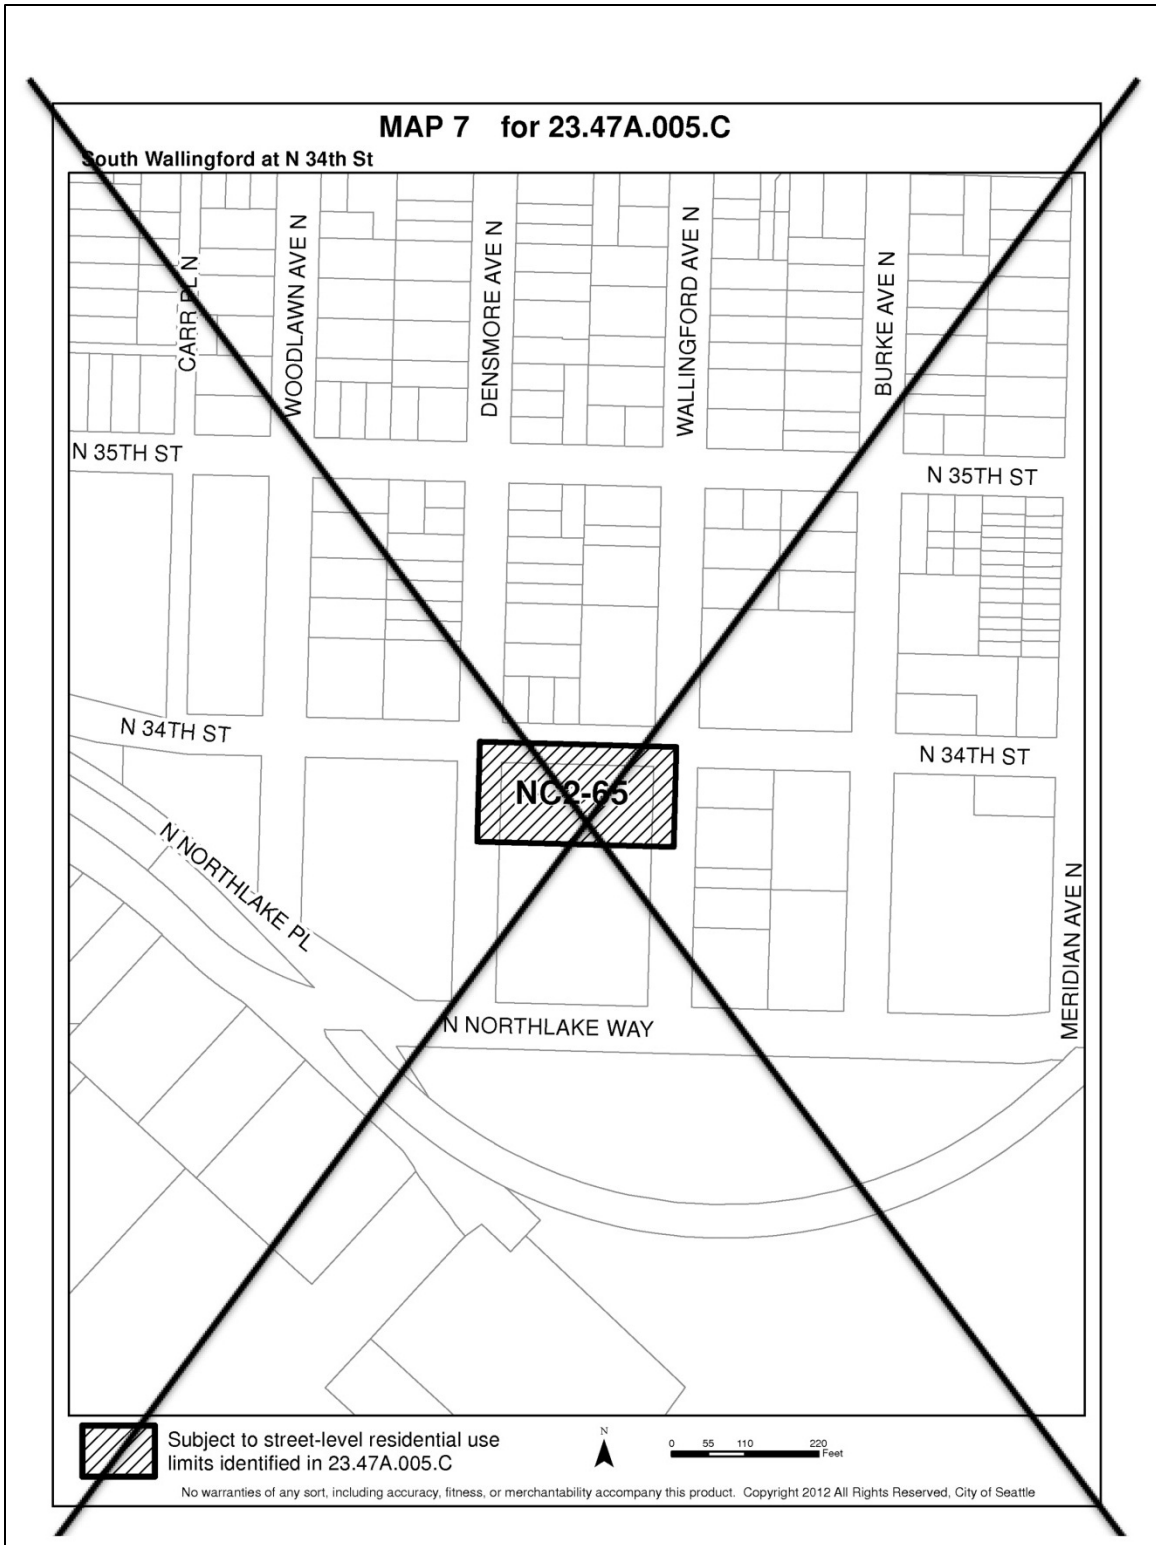 MAP 7 for 23.47A.005.C
South Wallingford at N 34th St
CARR PL N
WOODLAWN AVE N
DENSMORE AVE N
WALLINGFORD AVE N
BURKE AVE N
N 35TH ST
N 35TH ST
N 34TH ST
N 34TH ST
NC2-65
N NORTHLAKE PL
MERIDIAN AVE N
N NORTHLAKE WAY
Subject to street-level residential use
limits identified in 23.47A.005.C
N
0 55 110 220
Feet
No warranties of any sort, including accuracy, fitness, or merchantability accompany this product. Copyright 2012 All Rights Reserved, City of Seattle